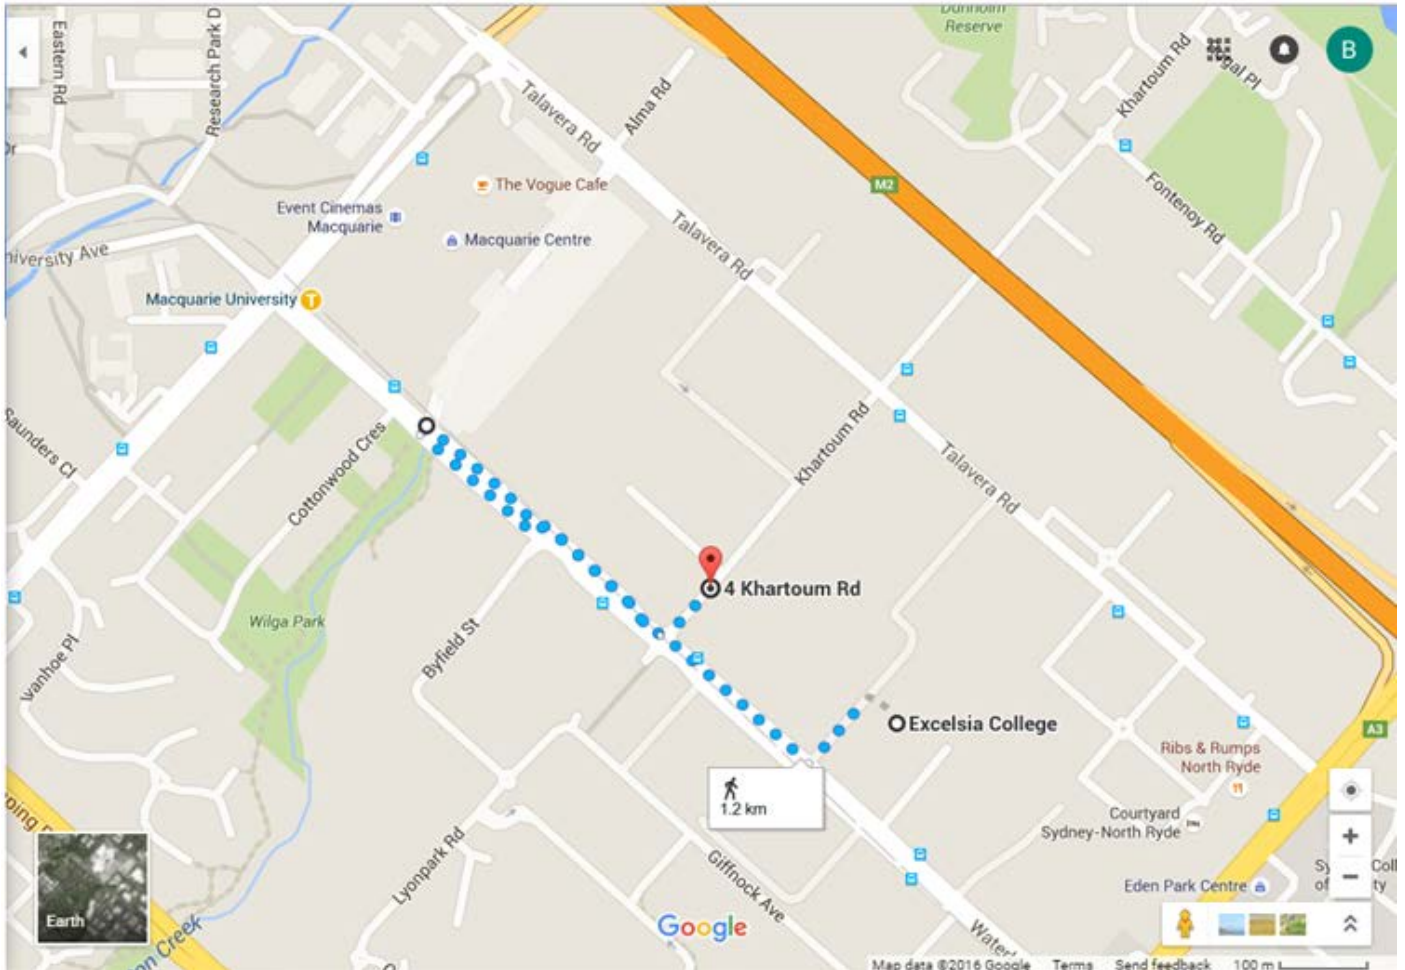 Eastern Rd
Research Park D
Dunholm
Reserve
Khartoum Rd
B
Talavera Rd
Alma Rd
M2
The Vogue Cafe
Event Cinemas
Macquarie
Macquarie Centre
Fontenoy Rd
Talavera Rd
niversity Ave
Macquarie University
T
Saunders Cl
Cottonwood Cres
Khartoum Rd
Talavera Rd
4 Khartoum Rd
Wilga Park
Byfield St
Ivanhoe Pl
Excelsia College
A3
Ribs & Rumps
North Ryde
1.2 km
Courtyard
Sydney-North Ryde
Lyonpark Rd
Giffnock Ave
Eden Park Centre
Earth
Google
Map data ©2016 Google Terms Send feedback 100 m